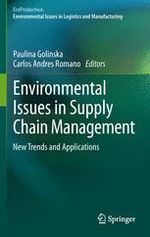 EcoProduction.
Environmental Issues in Logistics and Manufacturing
Paulina Golinska
Carlos Andres Romano Editors
Environmental
Issues in Supply
Chain Management
New Trends and Applications
Springer